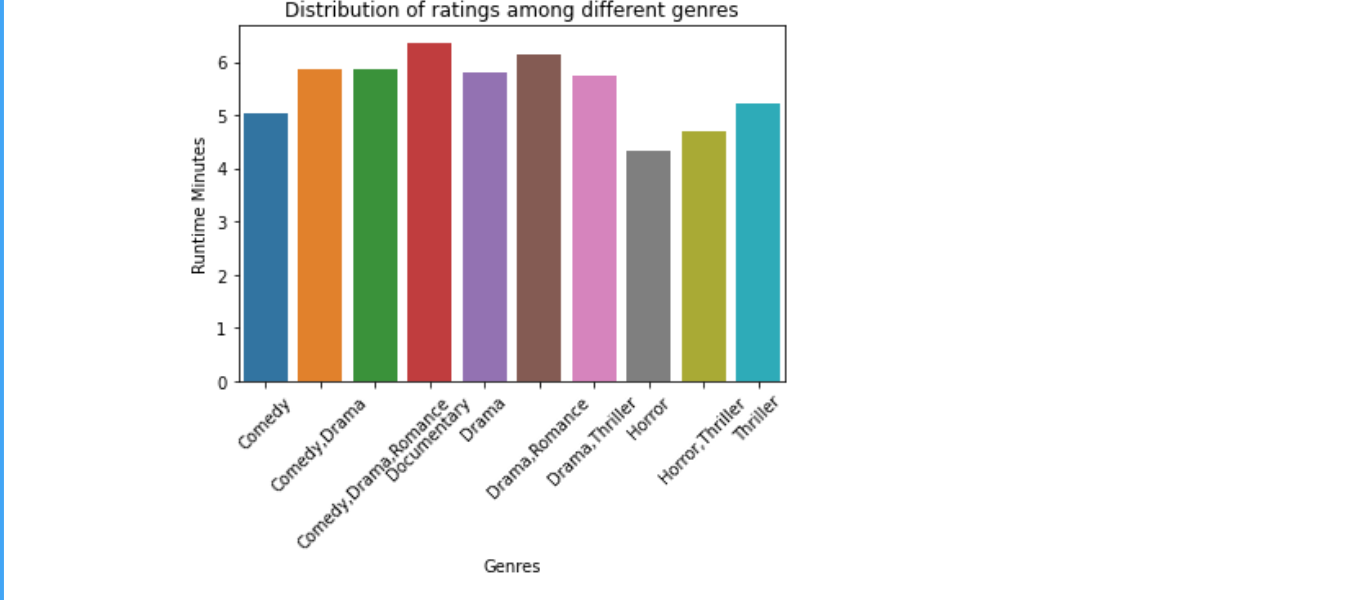 Distribution of ratings among different genres
Runtime Minutes
6
5
4
3
2
1
0
Comedy
Comedy,Drama
Comedy,Drama,Romance
Documentary
Drama
Drama,Romance
Drama,Thriller
Horror
Horror,Thriller
Thriller
Genres